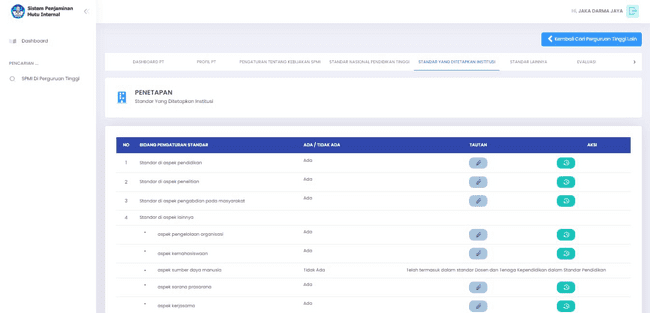 Sistem Penjaminan
Mutu Internal
Hi, JAKA DARMA JAYA
Dashboard
PENCARIAN ...
SPMI Di Perguruan Tinggi
Kembali Cari Perguruan Tinggi Lain
DASHBOARD PT PROFIL PT PENGATURAN TENTANG KEBIJAKAN SPMI STANDAR NASIONAL PENDIDIKAN TINGGI STANDAR YANG DITETAPKAN INSTITUSI STANDAR LAINNYA EVALUASI
PENETAPAN
Standar Yang Ditetapkan Institusi
NO BIDANG PENGATURAN STANDAR ADA / TIDAK ADA TAUTAN AKSI
1 Standar di aspek pendidikan Ada
2 Standar di aspek penelitian Ada
3 Standar di aspek pengabdian pada masyarakat Ada
4 Standar di aspek lainnya
aspek pengelolaan organisasi Ada
aspek kemahasiswaan Ada
aspek sumber daya manusia Tidak Ada Telah termasuk dalam standar Dosen dan Tenaga Kependidikan dalam Standar Pendidikan
aspek sarana prasarana Ada
aspek kerjasama Ada